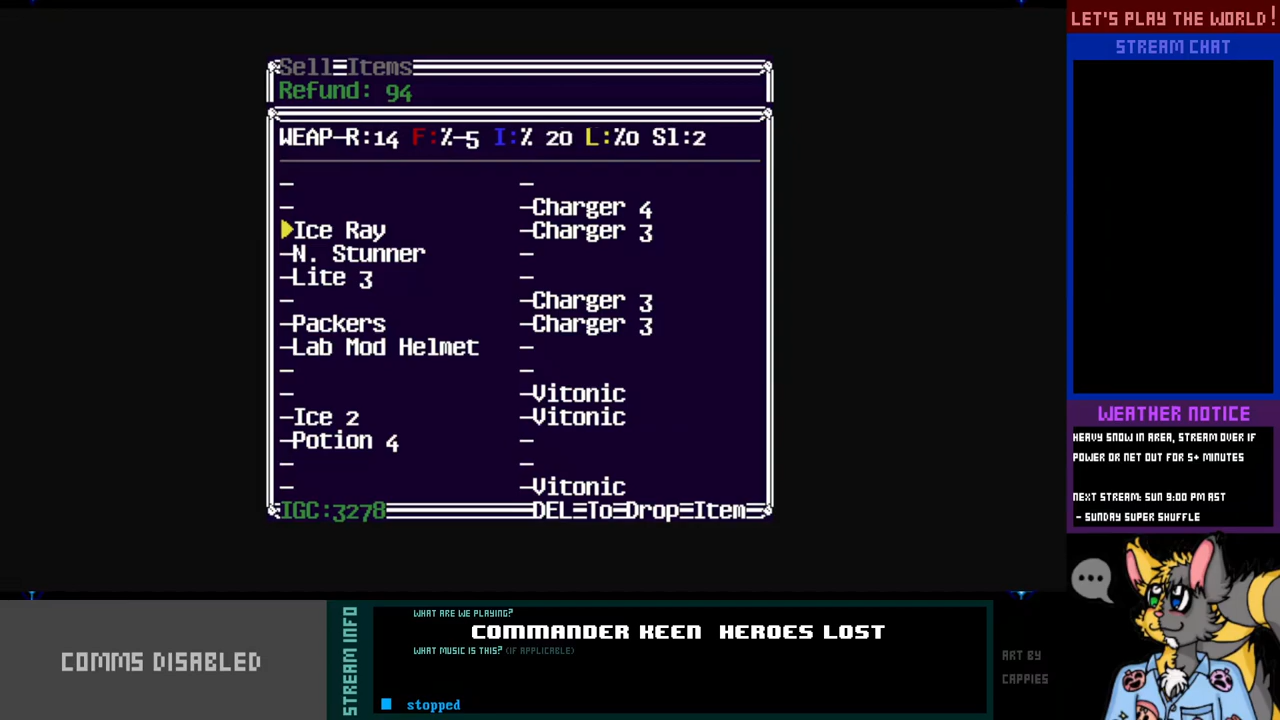 Sell Items
Refund: 94
WEAP-R:14 F:%-5 I:% 20 L:%0 Sl:2
-
-
Ice Ray
-N. Stunner
-Lite 3
-
-Packers
-Lab Mod Helmet
-
-
-Ice 2
-Potion 4
-
-
-
-Charger 4
-Charger 3
-
-
-Charger 3
-Charger 3
-
-
-Vitonic
-Vitonic
-
-
-Vitonic
IGC:3278
DEL=To=Drop=Item
LET'S PLAY THE WORLD!
STREAM CHAT
WEATHER NOTICE
HEAVY SNOW IN AREA, STREAM OVER IF
POWER OR NET OUT FOR 5+ MINUTES
NEXT STREAM: SUN 9:00 PM AST
- SUNDAY SUPER SHUFFLE
COMMS DISABLED
STREAM INFO
WHAT ARE WE PLAYING?
COMMANDER KEEN HEROES LOST
WHAT MUSIC IS THIS? (IF APPLICABLE)
stopped
ART BY
CAPPIES